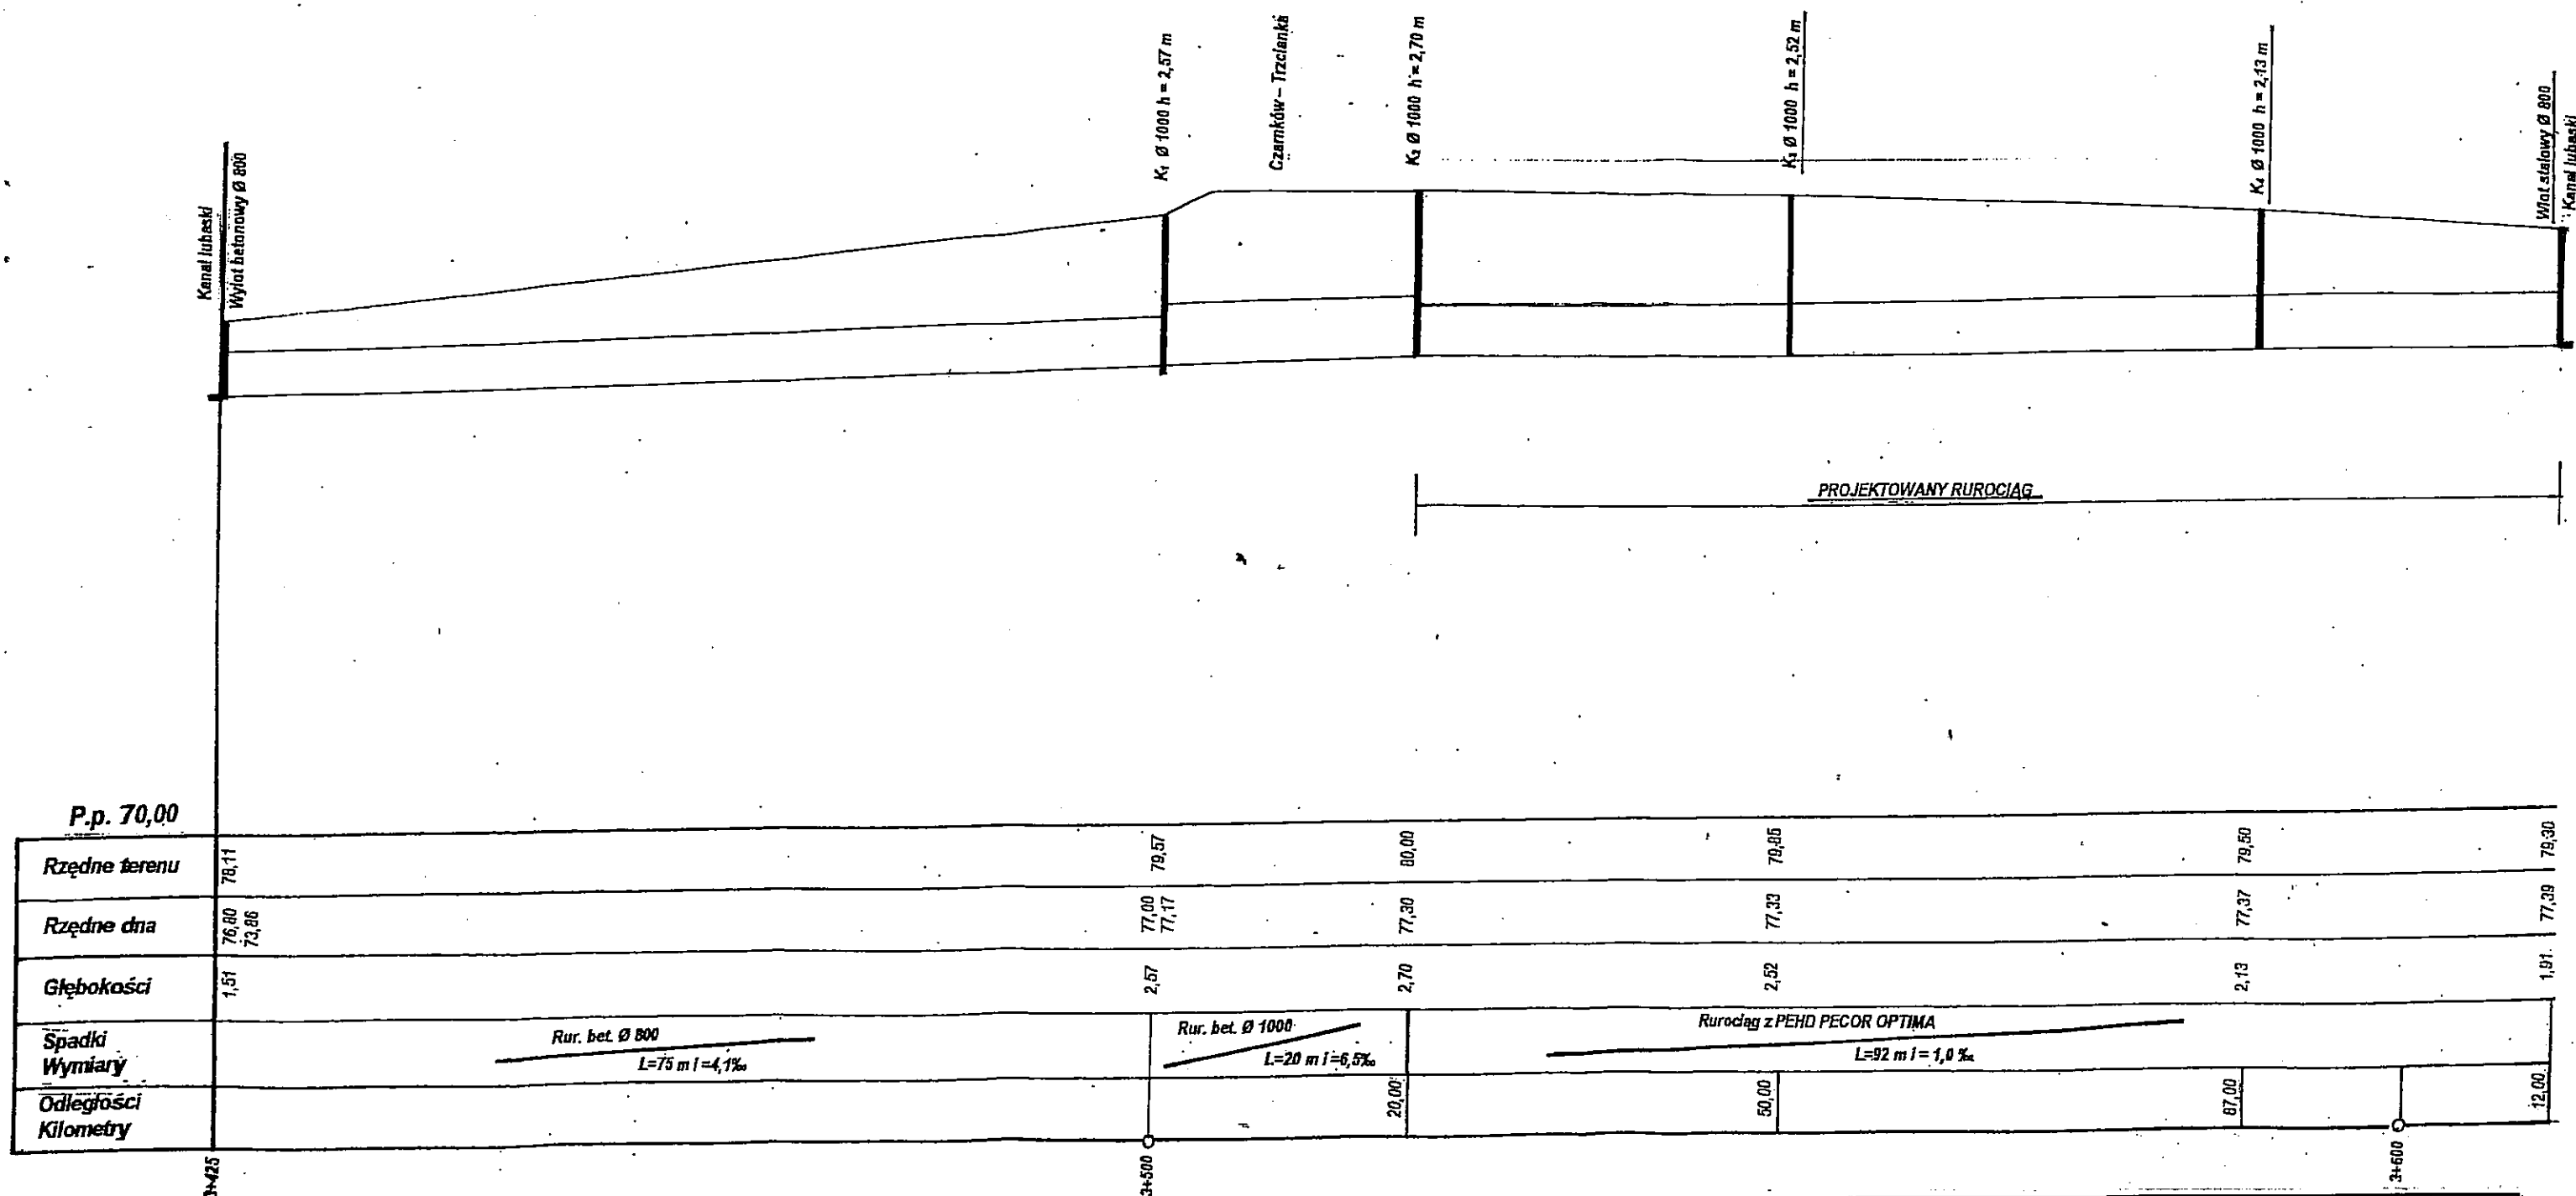 Kanał lubaski
Wylot betonowy Ø 800
K₁ Ø 1000 h = 2,57 m
Czarnków – Trzcianka
K₂ Ø 1000 h = 2,70 m
K₃ Ø 1000 h = 2,52 m
K₄ Ø 1000 h = 2,13 m
Wlot stalowy Ø 800
Kanał lubaski
PROJEKTOWANY RUROCIĄG
P.p. 70,00
Rzędne terenu 78,11 79,57 80,00 79,85 79,50 79,30
Rzędne dna 76,80 77,00 77,30 77,33 77,37 77,39
73,86 77,17
Głębokości 1,51 2,57 2,70 2,52 2,13 1,91
Spadki
Wymiary
Rur. bet. Ø 800
L=75 m i=4,1‰
Rur. bet. Ø 1000
L=20 m i=6,5‰
Rurociąg z PEHD PECOR OPTIMA
L=92 m i = 1,0 ‰
Odległości
Kilometry
20,00 50,00 87,00 12,00
3+425 3+500 3+600